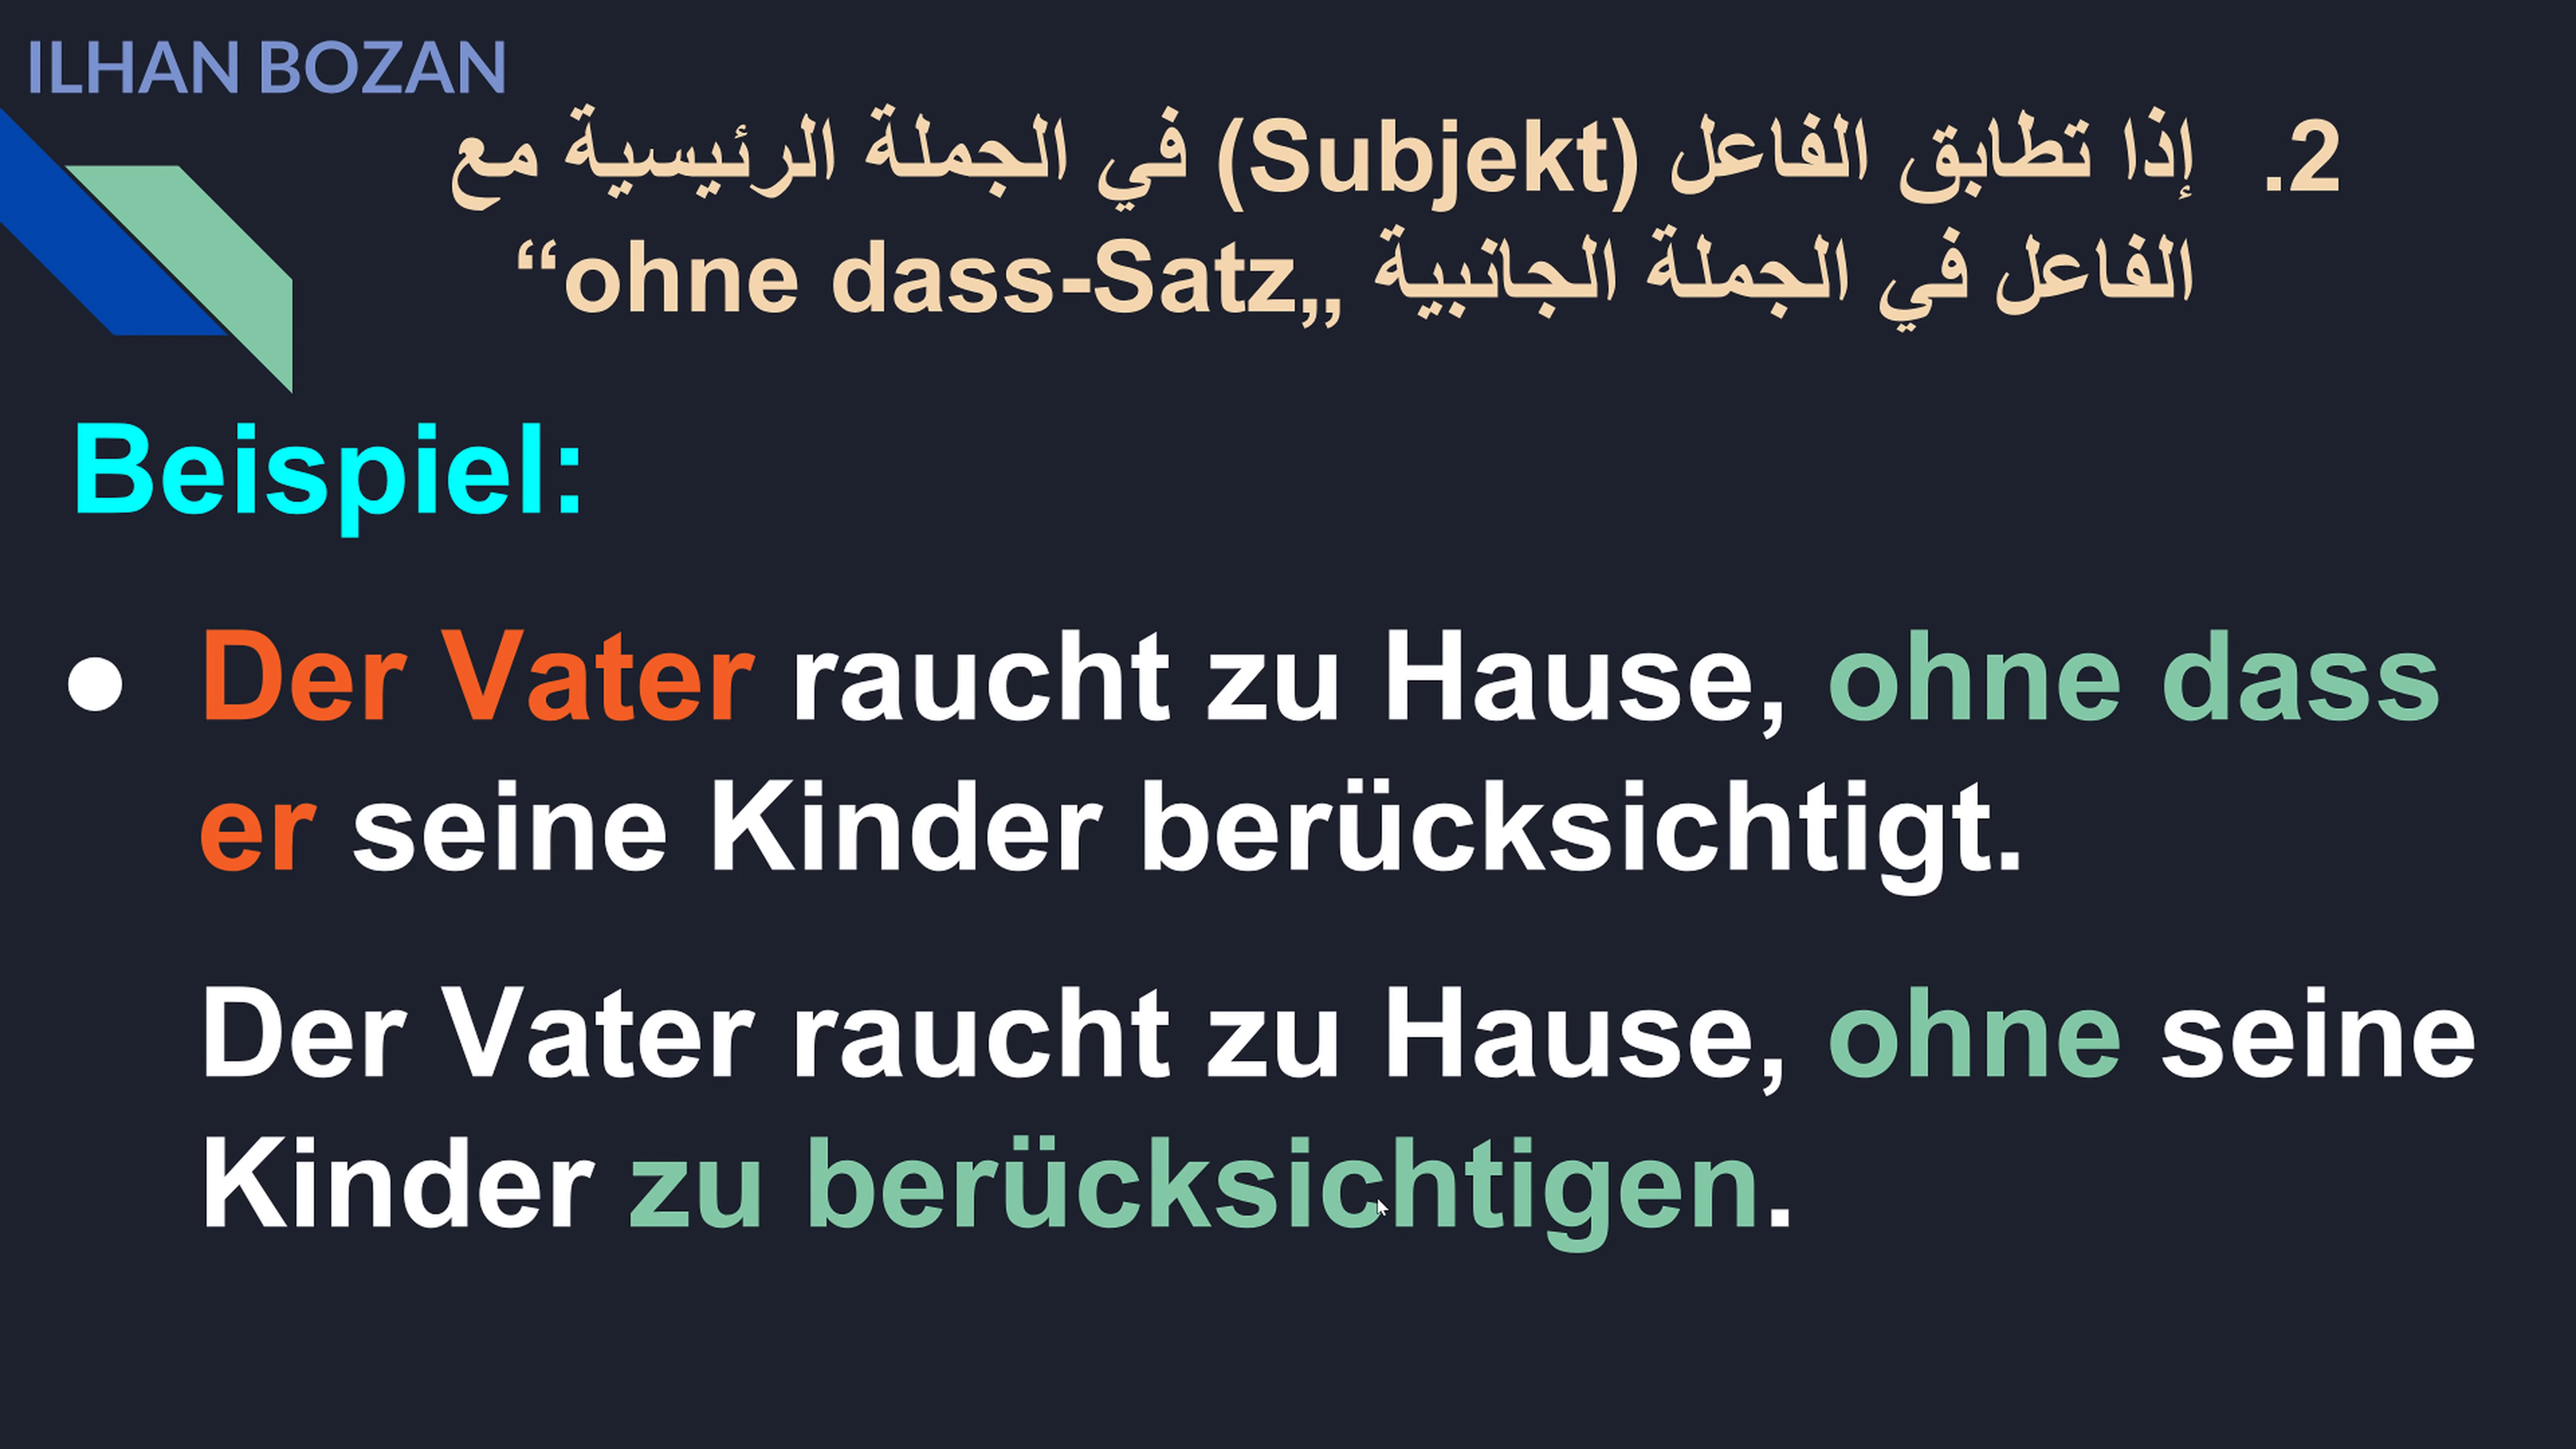 ILHAN BOZAN
2. إذا تطابق الفاعل (Subjekt) في الجملة الرئيسية مع
الفاعل في الجملة الجانبية „ohne dass-Satz“
Beispiel:
● Der Vater raucht zu Hause, ohne dass
er seine Kinder berücksichtigt.
Der Vater raucht zu Hause, ohne seine
Kinder zu berücksichtigen.